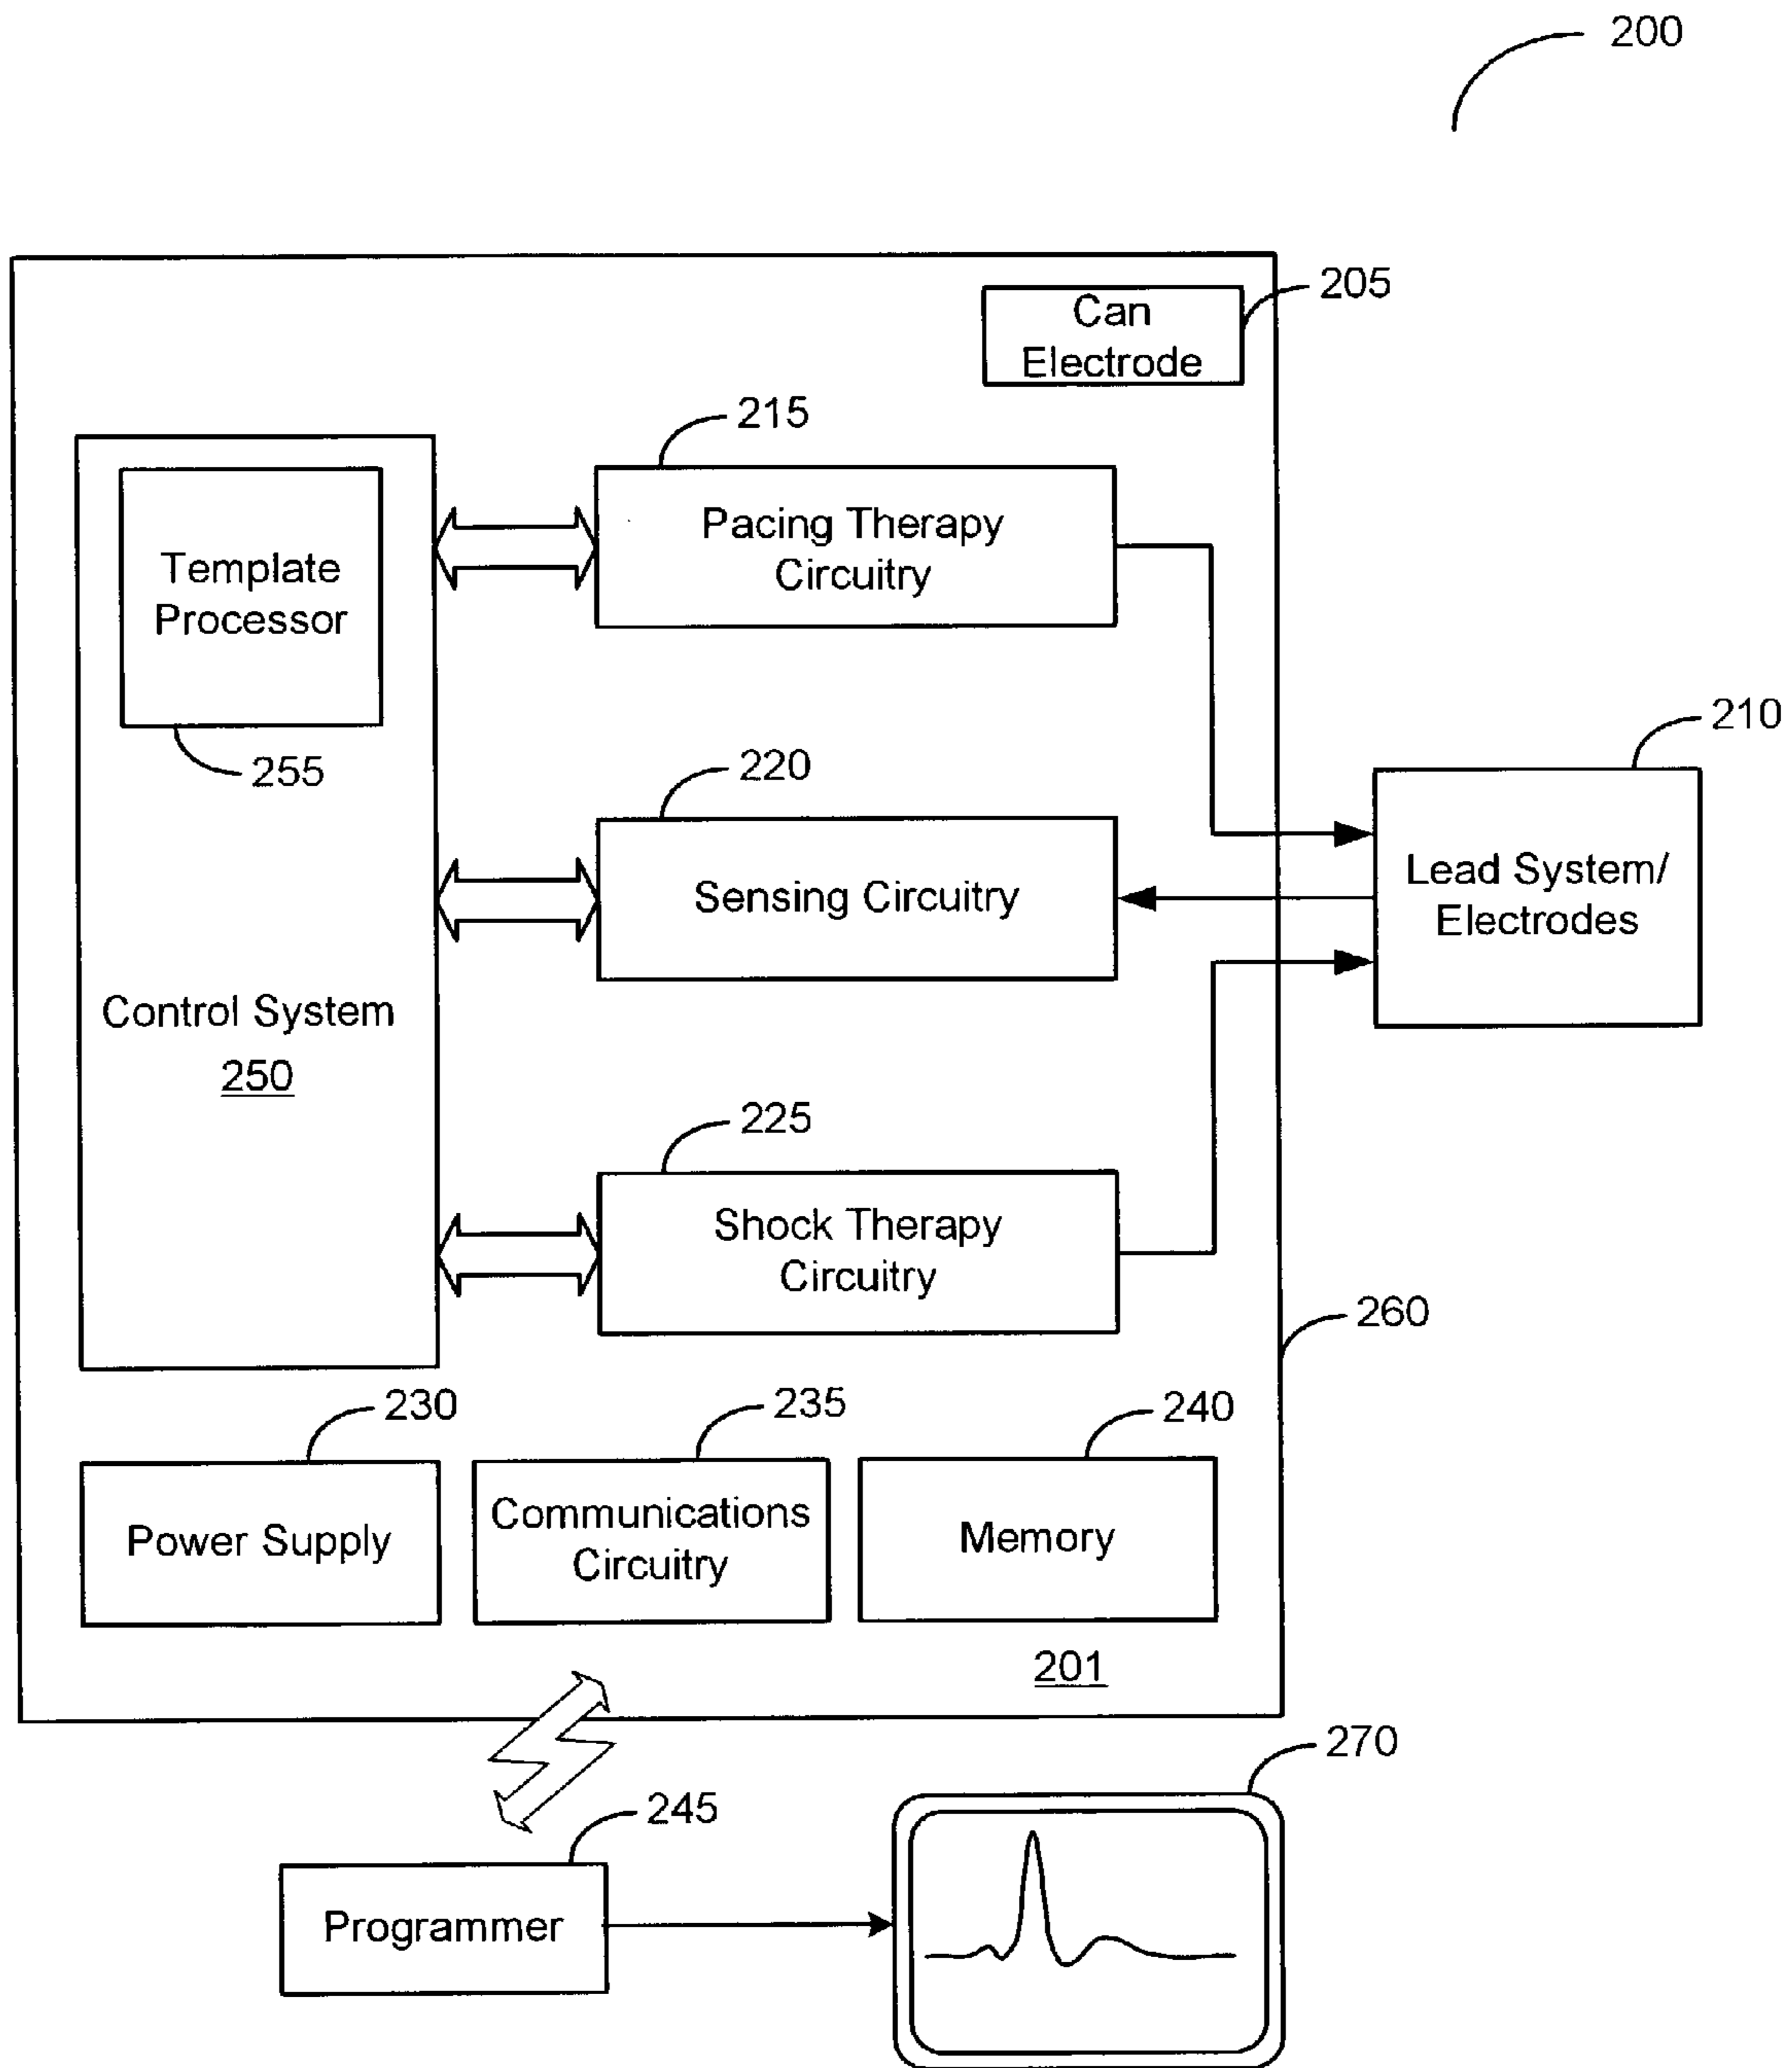 200
205
Can
Electrode
215
Pacing Therapy
Circuitry
Template
Processor
255
210
220
Lead System/
Electrodes
Sensing Circuitry
Control System
250
225
Shock Therapy
Circuitry
260
230
235
240
Power Supply
Communications
Circuitry
Memory
201
270
245
Programmer